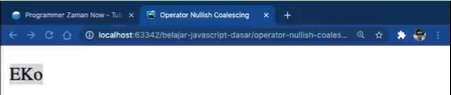 Programmer Zaman Now - Tut
Operator Nullish Coalescing
localhost:63342/belajar-javascript-dasar/operator-nullish-coales...
EKo